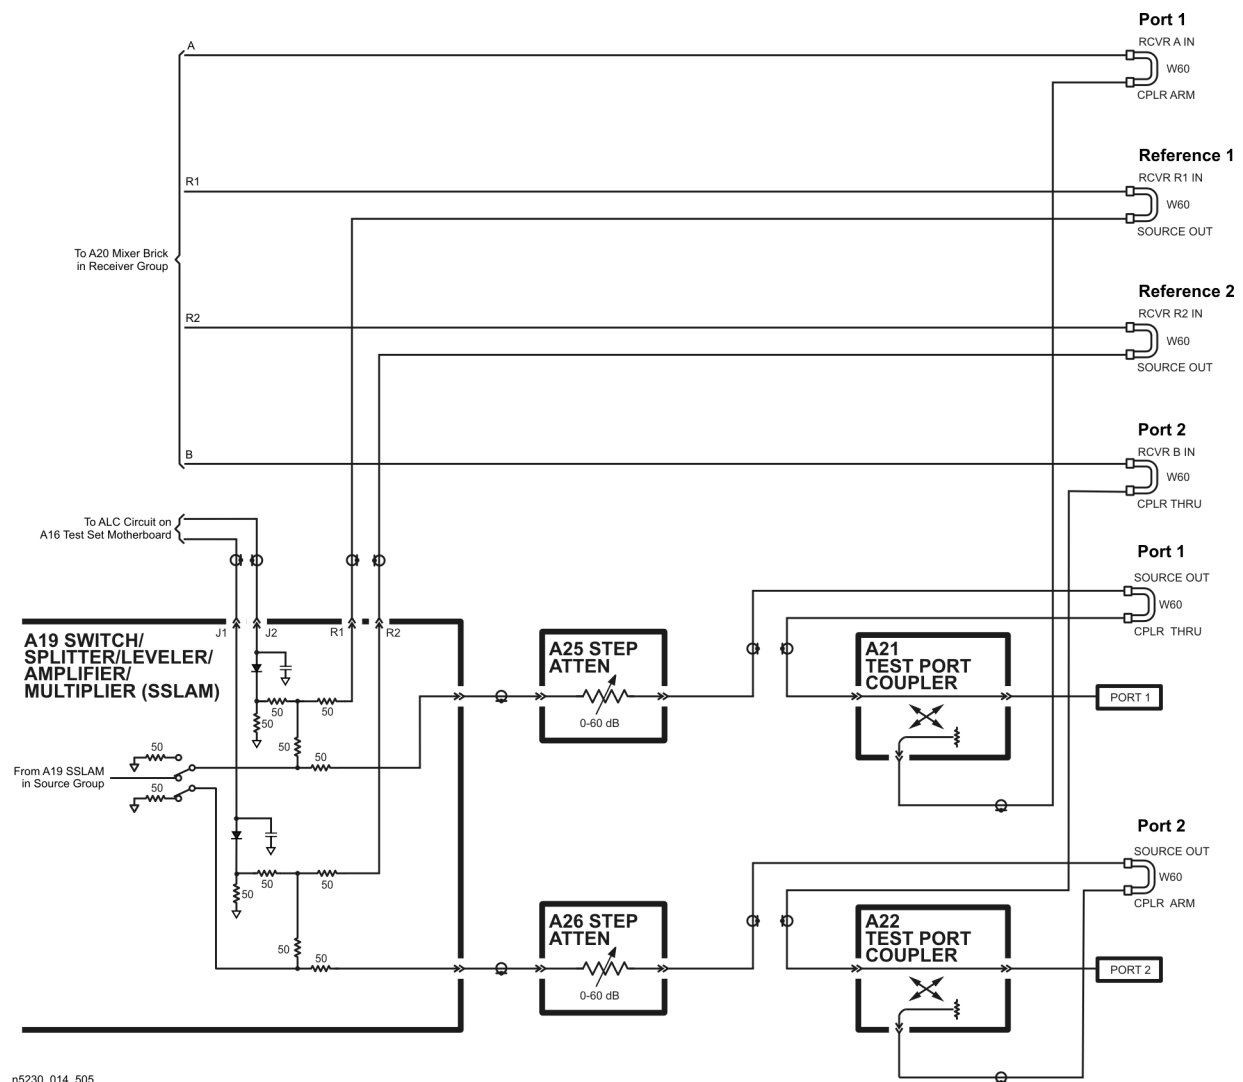 Port 1
RCVR A IN
W60
CPLR ARM
A
Reference 1
RCVR R1 IN
W60
SOURCE OUT
R1
To A20 Mixer Brick
in Receiver Group
Reference 2
RCVR R2 IN
W60
SOURCE OUT
R2
Port 2
RCVR B IN
W60
CPLR THRU
B
To ALC Circuit on
A16 Test Set Motherboard
Port 1
SOURCE OUT
W60
CPLR THRU
A19 SWITCH/
SPLITTER/LEVELER/
AMPLIFIER/
MULTIPLIER (SSLAM)
J1
J2
R1
R2
50
50
50
50
50
50
From A19 SSLAM
in Source Group
50
A25 STEP
ATTEN
0-60 dB
A21
TEST PORT
COUPLER
PORT 1
50
50
50
50
50
Port 2
SOURCE OUT
W60
CPLR ARM
A26 STEP
ATTEN
0-60 dB
A22
TEST PORT
COUPLER
PORT 2
n5230_014_505